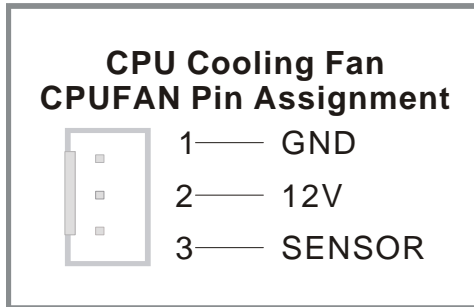 CPU Cooling Fan
CPUFAN Pin Assignment
1 GND
2 12V
3 SENSOR